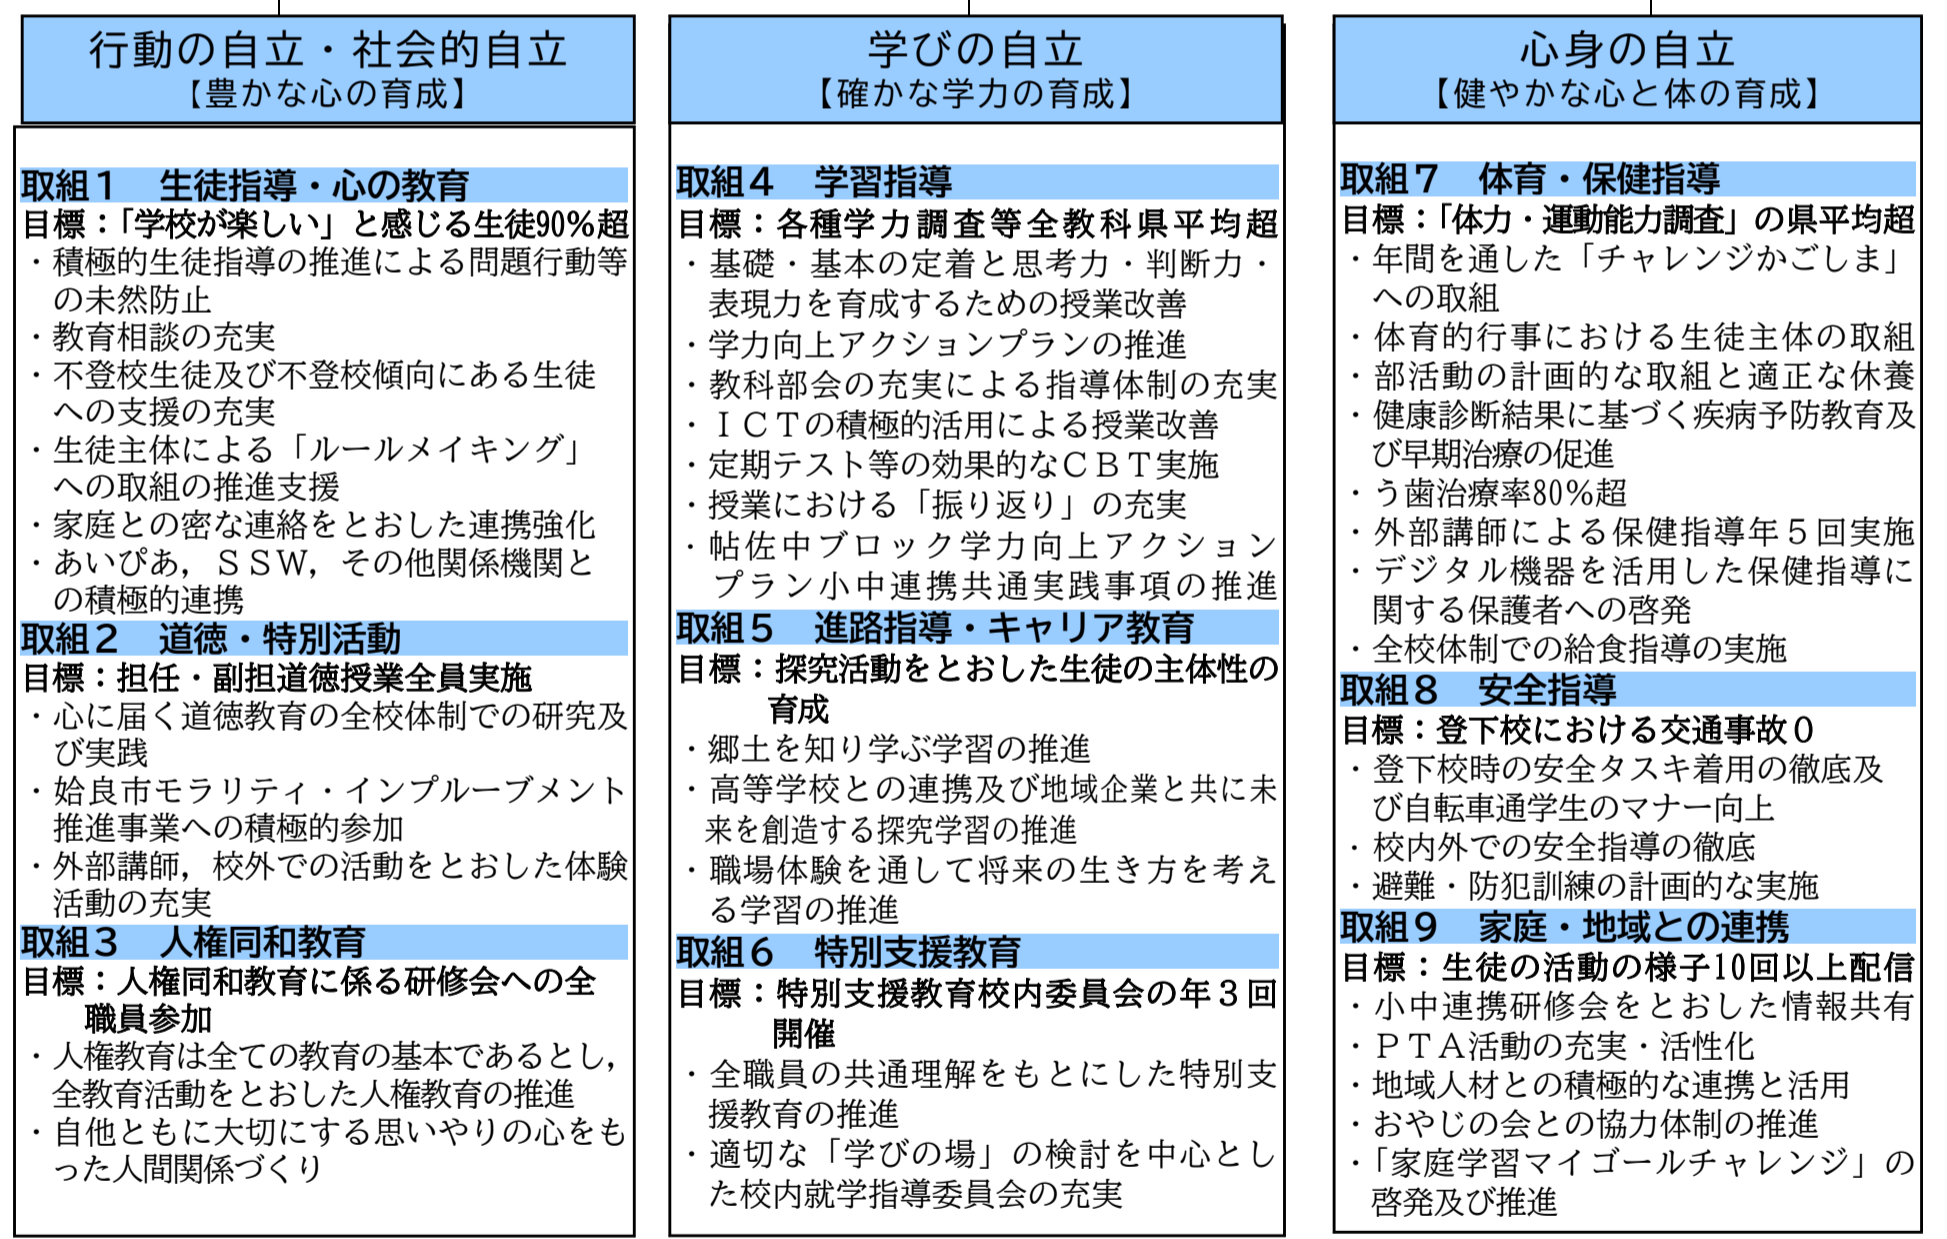 行動の自立・社会的自立
【豊かな心の育成】
取組１　生徒指導・心の教育
目標：「学校が楽しい」と感じる生徒90％超
・積極的生徒指導の推進による問題行動等
の未然防止
・教育相談の充実
・不登校生徒及び不登校傾向にある生徒
への支援の充実
・生徒主体による「ルールメイキング」
への取組の推進支援
・家庭との密な連絡をとおした連携強化
・あいぴあ，ＳＳＷ，その他関係機関と
の積極的連携
取組２　道徳・特別活動
目標：担任・副担道徳授業全員実施
・心に届く道徳教育の全校体制での研究及
び実践
・姶良市モラリティ・インプルーブメント
推進事業への積極的参加
・外部講師，校外での活動をとおした体験
活動の充実
取組３　人権同和教育
目標：人権同和教育に係る研修会への全
職員参加
・人権教育は全ての教育の基本であるとし，
全教育活動をとおした人権教育の推進
・自他ともに大切にする思いやりの心をも
った人間関係づくり
学びの自立
【確かな学力の育成】
取組４　学習指導
目標：各種学力調査等全教科県平均超
・基礎・基本の定着と思考力・判断力・
表現力を育成するための授業改善
・学力向上アクションプランの推進
・教科部会の充実による指導体制の充実
・ＩＣＴの積極的活用による授業改善
・定期テスト等の効果的なＣＢＴ実施
・授業における「振り返り」の充実
・帖佐中ブロック学力向上アクション
プラン小中連携共通実践事項の推進
取組５　進路指導・キャリア教育
目標：探究活動をとおした生徒の主体性の
育成
・郷土を知り学ぶ学習の推進
・高等学校との連携及び地域企業と共に未
来を創造する探究学習の推進
・職場体験を通して将来の生き方を考え
る学習の推進
取組６　特別支援教育
目標：特別支援教育校内委員会の年３回
開催
・全職員の共通理解をもとにした特別支
援教育の推進
・適切な「学びの場」の検討を中心とし
た校内就学指導委員会の充実
心身の自立
【健やかな心と体の育成】
取組７　体育・保健指導
目標：「体力・運動能力調査」の県平均超
・年間を通した「チャレンジかごしま」
への取組
・体育的行事における生徒主体の取組
・部活動の計画的な取組と適正な休養
・健康診断結果に基づく疾病予防教育及
び早期治療の促進
・う歯治療率80％超
・外部講師による保健指導年５回実施
・デジタル機器を活用した保健指導に
関する保護者への啓発
・全校体制での給食指導の実施
取組８　安全指導
目標：登下校における交通事故０
・登下校時の安全タスキ着用の徹底及
び自転車通学生のマナー向上
・校内外での安全指導の徹底
・避難・防犯訓練の計画的な実施
取組９　家庭・地域との連携
目標：生徒の活動の様子10回以上配信
・小中連携研修会をとおした情報共有
・ＰＴＡ活動の充実・活性化
・地域人材との積極的な連携と活用
・おやじの会との協力体制の推進
・「家庭学習マイゴールチャレンジ」の
啓発及び推進